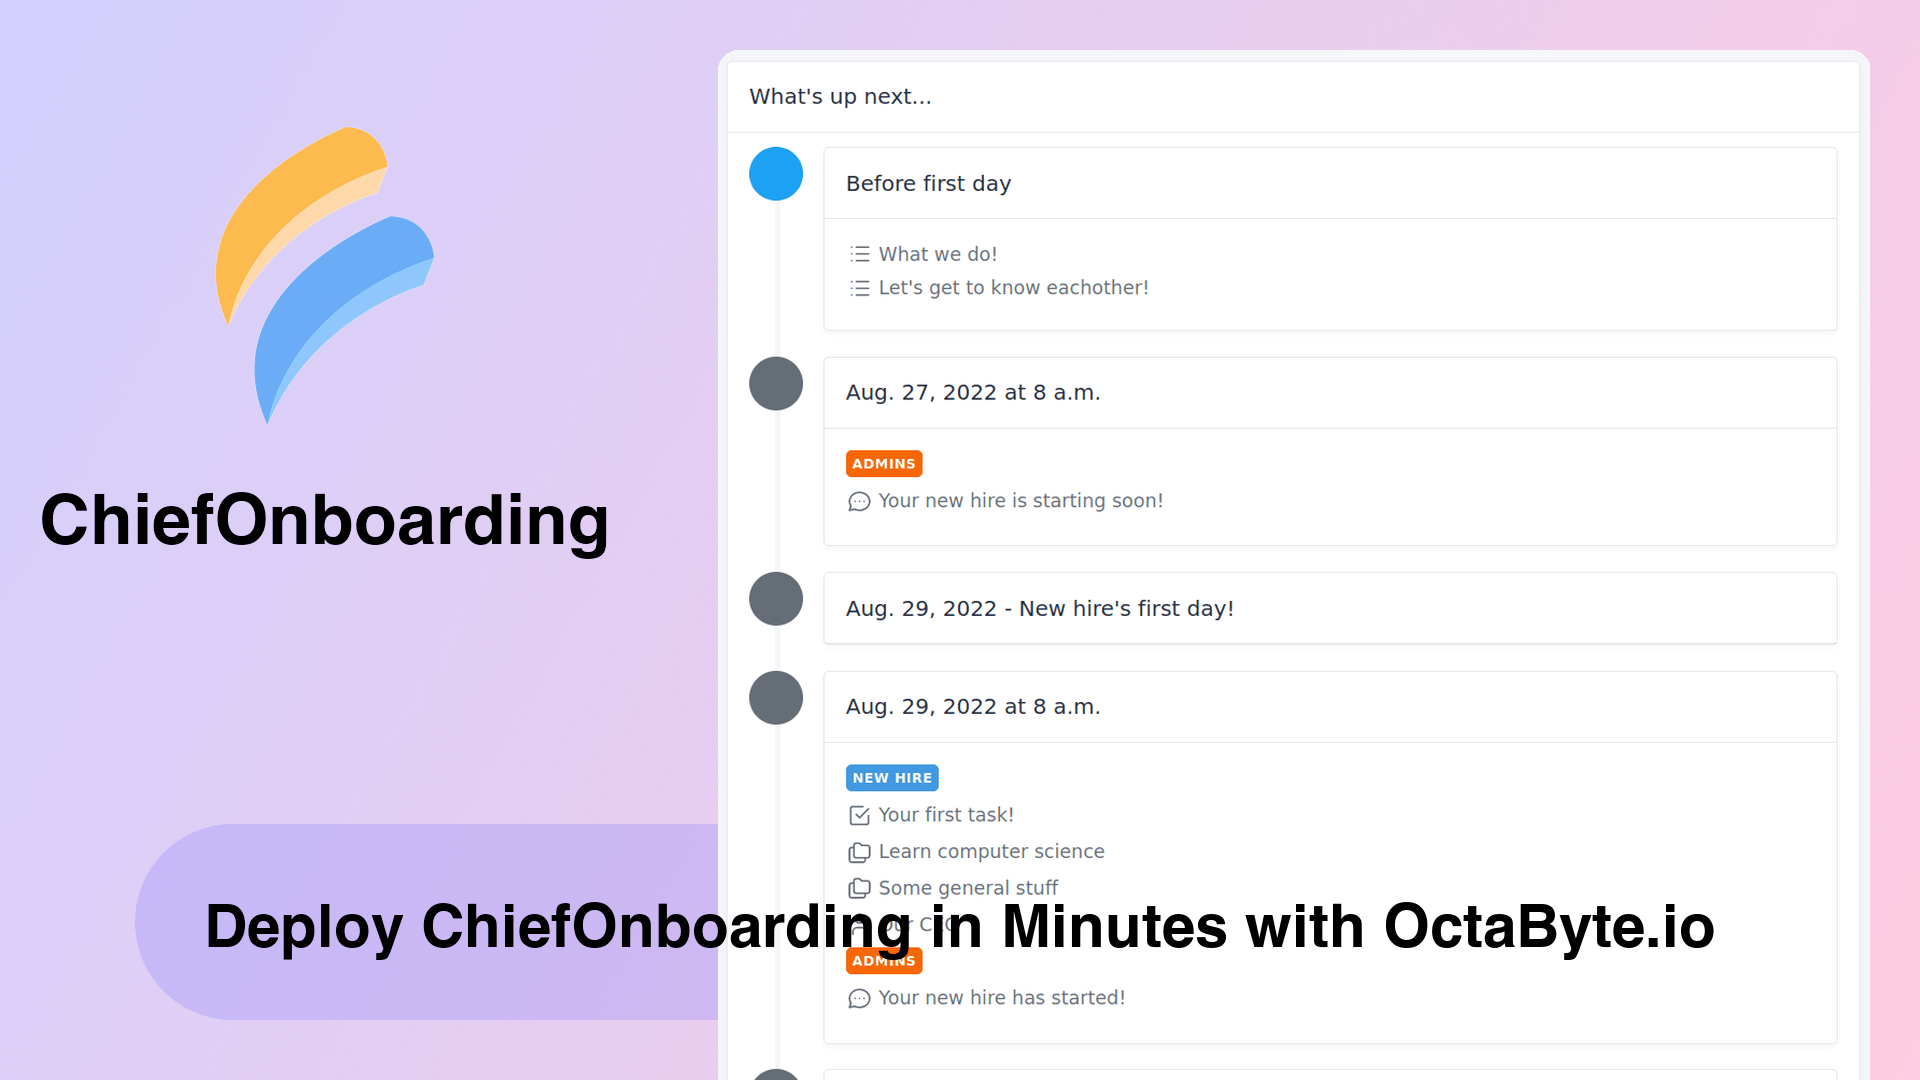 ChiefOnboarding
What's up next...
Before first day
What we do!
Let's get to know eachother!
Aug. 27, 2022 at 8 a.m.
ADMINS
Your new hire is starting soon!
Aug. 29, 2022 - New hire's first day!
Aug. 29, 2022 at 8 a.m.
NEW HIRE
Your first task!
Learn computer science
Some general stuff
Deploy ChiefOnboarding in Minutes with OctaByte.io
ADMINS
Your new hire has started!